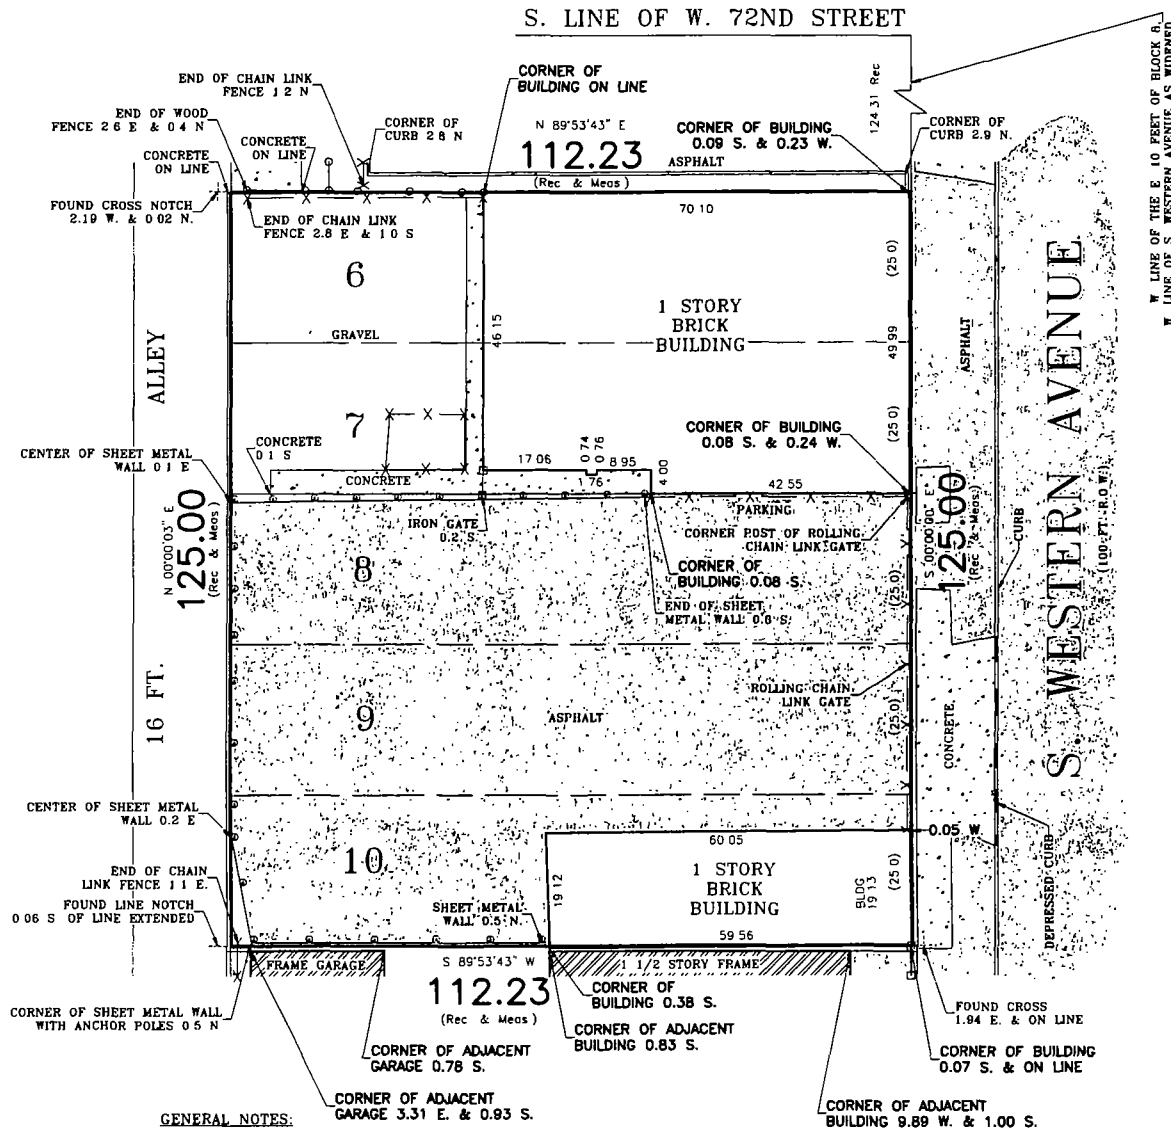 S. LINE OF W. 72ND STREET
W LINE OF THE E 10 FEET OF BLOCK 8,
W LINE OF S WESTERN AVENUE AS WIDENED
124.31 Rec
END OF CHAIN LINK
FENCE 1 2 N
CORNER OF
BUILDING ON LINE
END OF WOOD
FENCE 2 6 E & 0 4 N
CONCRETE
ON LINE
CORNER OF
CURB 2 8 N
N 89°53'43" E
112.23
(Rec & Meas )
ASPHALT
CORNER OF BUILDING
0.09 S. & 0.23 W.
CORNER OF
CURB 2.9 N.
CONCRETE
ON LINE
FOUND CROSS NOTCH
2.19 W. & 0 02 N.
END OF CHAIN LINK
FENCE 2.8 E & 1 0 S
70 10
6
GRAVEL
7
46 15
1 STORY
BRICK
BUILDING
(25 0)
49 99
(25 0)
ASPHALT
ALLEY
16 FT.
CORNER OF BUILDING
0.08 S. & 0.24 W.
CENTER OF SHEET METAL
WALL 0 1 E
CONCRETE
0 1 S
CONCRETE
17 06
0 74
0 76
1 76
8 95
4 00
42 55
PARKING
N 00°00'03" E
125.00
(Rec & Meas)
IRON GATE
0.2 S.
CORNER POST OF ROLLING
CHAIN LINK GATE
S 00°00'00" E
125.00
(Rec & Meas.)
CURB
S. WESTERN AVENUE
(100 FT. R.O.W.)
8
CORNER OF
BUILDING 0.08 S.
END OF SHEET
METAL WALL 0.6 S.
(25.0)
9
ASPHALT
ROLLING CHAIN
LINK GATE
(25.0)
CONCRETE
CENTER OF SHEET METAL
WALL 0.2 E
60 05
0.05 W.
10
1 STORY
BRICK
BUILDING
19 12
BLDG
19 13
(25 0)
DEPRESSED CURB
END OF CHAIN
LINK FENCE 1 1 E.
FOUND LINE NOTCH
0 06 S OF LINE EXTENDED
SHEET METAL
WALL 0.5 N.
59 56
FRAME GARAGE
S 89°53'43" W
112.23
(Rec & Meas )
1 1/2 STORY FRAME
CORNER OF SHEET METAL WALL
WITH ANCHOR POLES 0 5 N
CORNER OF
BUILDING 0.38 S.
FOUND CROSS
1.94 E. & ON LINE
CORNER OF ADJACENT
GARAGE 0.78 S.
CORNER OF ADJACENT
BUILDING 0.83 S.
CORNER OF BUILDING
0.07 S. & ON LINE
CORNER OF ADJACENT
GARAGE 3.31 E. & 0.93 S.
CORNER OF ADJACENT
BUILDING 9.89 W. & 1.00 S.
GENERAL NOTES: